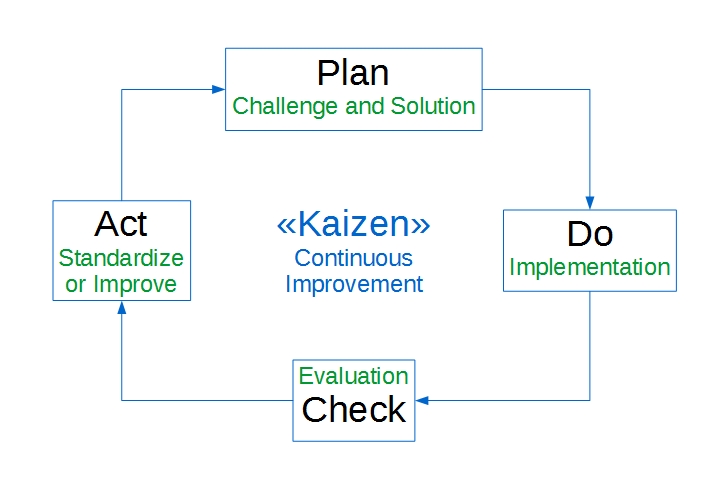 Plan
Challenge and Solution
Act
Standardize
or Improve
«Kaizen»
Continuous
Improvement
Do
Implementation
Evaluation
Check